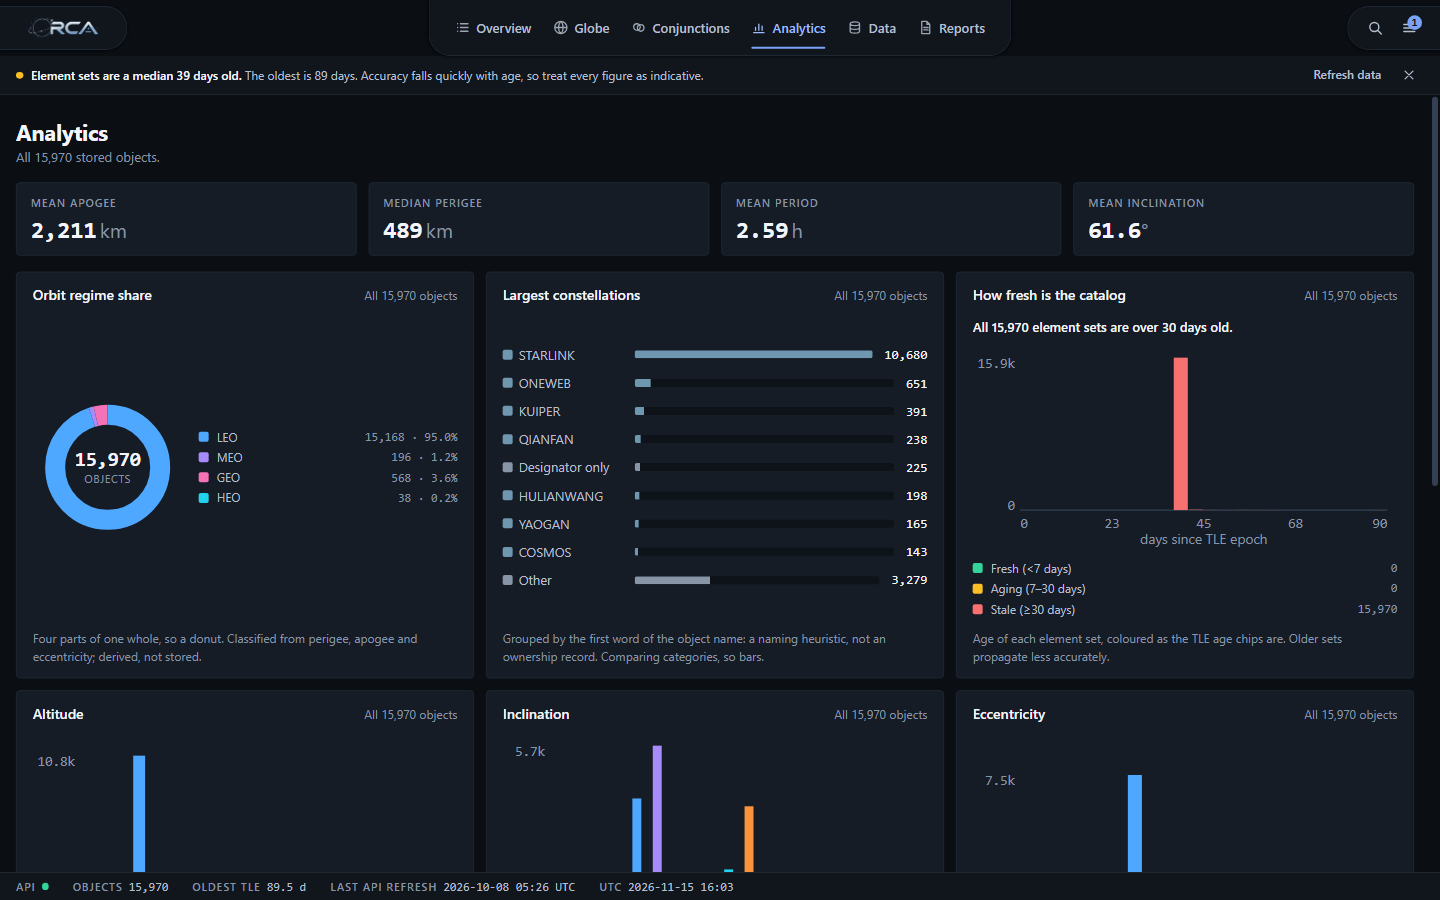 ORCA
Overview
Globe
Conjunctions
Analytics
Data
Reports
1
Element sets are a median 39 days old. The oldest is 89 days. Accuracy falls quickly with age, so treat every figure as indicative.
Refresh data
Analytics
All 15,970 stored objects.
MEAN APOGEE
2,211 km
MEDIAN PERIGEE
489 km
MEAN PERIOD
2.59 h
MEAN INCLINATION
61.6°
Orbit regime share
All 15,970 objects
15,970
OBJECTS
LEO 15,168 · 95.0%
MEO 196 · 1.2%
GEO 568 · 3.6%
HEO 38 · 0.2%
Four parts of one whole, so a donut. Classified from perigee, apogee and
eccentricity; derived, not stored.
Largest constellations
All 15,970 objects
STARLINK 10,680
ONEWEB 651
KUIPER 391
QIANFAN 238
Designator only 225
HULIANWANG 198
YAOGAN 165
COSMOS 143
Other 3,279
Grouped by the first word of the object name: a naming heuristic, not an
ownership record. Comparing categories, so bars.
How fresh is the catalog
All 15,970 objects
All 15,970 element sets are over 30 days old.
15.9k
0
0 23 45 68 90
days since TLE epoch
Fresh (<7 days) 0
Aging (7–30 days) 0
Stale (≥30 days) 15,970
Age of each element set, coloured as the TLE age chips are. Older sets
propagate less accurately.
Altitude
All 15,970 objects
10.8k
Inclination
All 15,970 objects
5.7k
Eccentricity
All 15,970 objects
7.5k
API
OBJECTS 15,970
OLDEST TLE 89.5 d
LAST API REFRESH 2026-10-08 05:26 UTC
UTC 2026-11-15 16:03